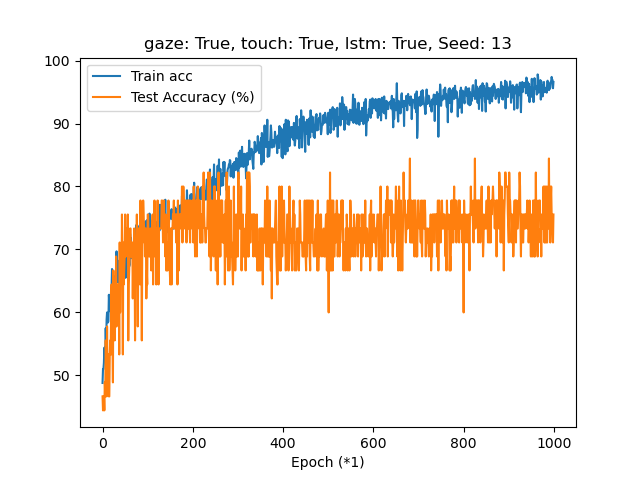 gaze: True, touch: True, lstm: True, Seed: 13
Train acc
Test Accuracy (%)
100
90
80
70
60
50
0 200 400 600 800 1000
Epoch (*1)